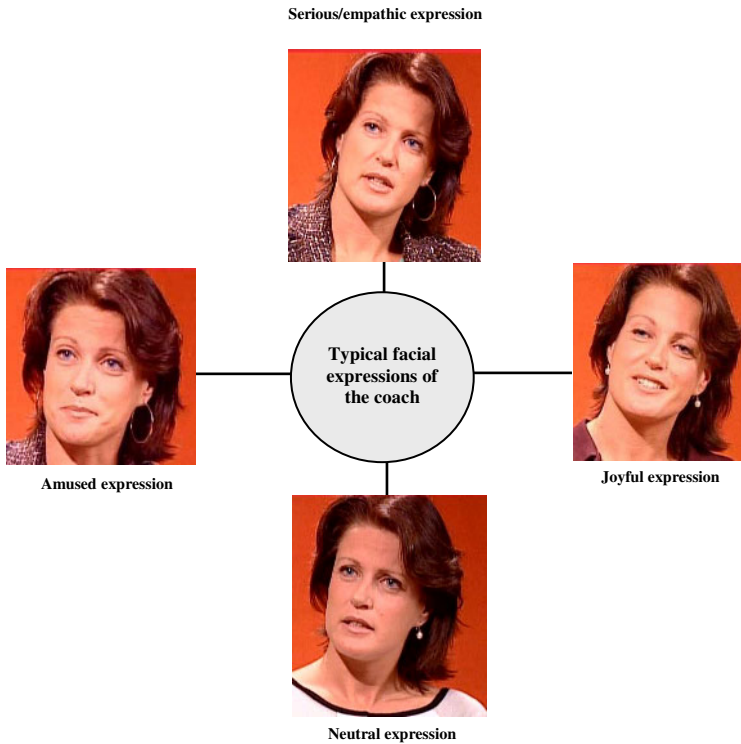 Serious/empathic expression
Typical facial
expressions of
the coach
Amused expression
Joyful expression
Neutral expression